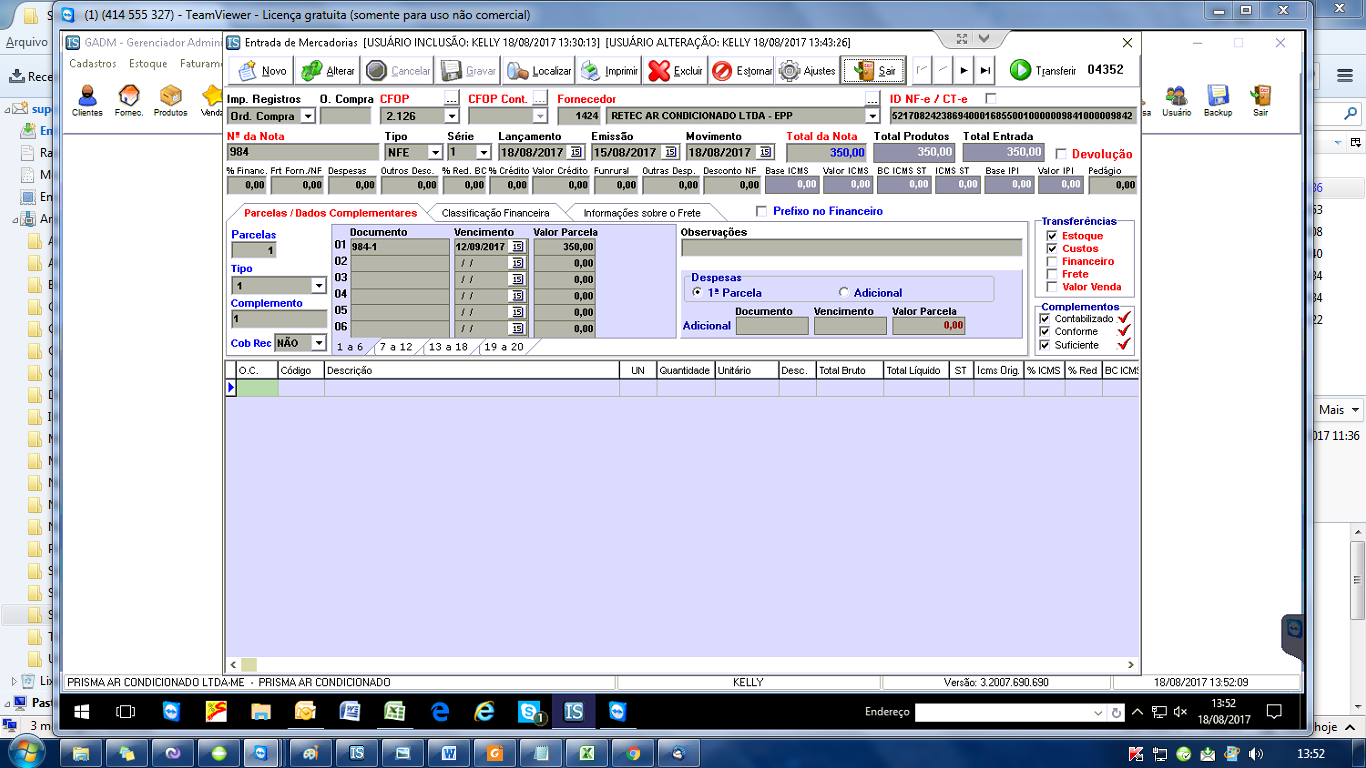 (1) (414 555 327) - TeamViewer - Licença gratuita (somente para uso não comercial)
Arquivo
GADM - Gerenciador Admini
Entrada de Mercadorias [USUÁRIO INCLUSÃO: KELLY 18/08/2017 13:30:13] [USUÁRIO ALTERAÇÃO: KELLY 18/08/2017 13:43:26]
Cadastros Estoque Faturame
Rece
Novo Alterar Cancelar Gravar Localizar Imprimir Excluir Estornar Ajustes Sair Transferir 04352
Clientes Fornec. Produtos Venda
Usuário Backup Sair
supo
Imp. Registros O. Compra CFOP ... CFOP Cont. ... Fornecedor ... ID NF-e / CT-e
Ord. Compra 2.126 1424 RETEC AR CONDICIONADO LTDA - EPP 52170824238694000168550010000009841000009842
Nº da Nota Tipo Série Lançamento Emissão Movimento Total da Nota Total Produtos Total Entrada
984 NFE 1 18/08/2017 15 15/08/2017 15 18/08/2017 15 350,00 350,00 350,00 Devolução
% Financ. Frt Forn./NF Despesas Outros Desc. % Red. BC % Crédito Valor Crédito Funrural Outras Desp. Desconto NF Base ICMS Valor ICMS BC ICMS ST ICMS ST Base IPI Valor IPI Pedágio
0,00 0,00 0,00 0,00 0,00 0,00 0,00 0,00 0,00 0,00 0,00 0,00 0,00 0,00 0,00 0,00 0,00
Parcelas / Dados Complementares Classificação Financeira Informações sobre o Frete Prefixo no Financeiro
Parcelas
1
Tipo
1
Complemento
1
Cob Rec NÃO
Documento Vencimento Valor Parcela
01 984-1 12/09/2017 15 350,00
02 / / 15 0,00
03 / / 15 0,00
04 / / 15 0,00
05 / / 15 0,00
06 / / 15 0,00
1 a 6 7 a 12 13 a 18 19 a 20
Observações
Despesas
1ª Parcela Adicional
Documento Vencimento Valor Parcela
Adicional 0,00
Transferências
Estoque
Custos
Financeiro
Frete
Valor Venda
Complementos
Contabilizado
Conforme
Suficiente
O.C. Código Descrição UN Quantidade Unitário Desc. Total Bruto Total Líquido ST Icms Orig. % ICMS % Red BC ICMS
Mais
017 11:36
PRISMA AR CONDICIONADO LTDA-ME - PRISMA AR CONDICIONADO KELLY Versão: 3.2007.690.690 18/08/2017 13:52:09
Endereço
13:52
18/08/2017
Past
3 m
hoje
13:52